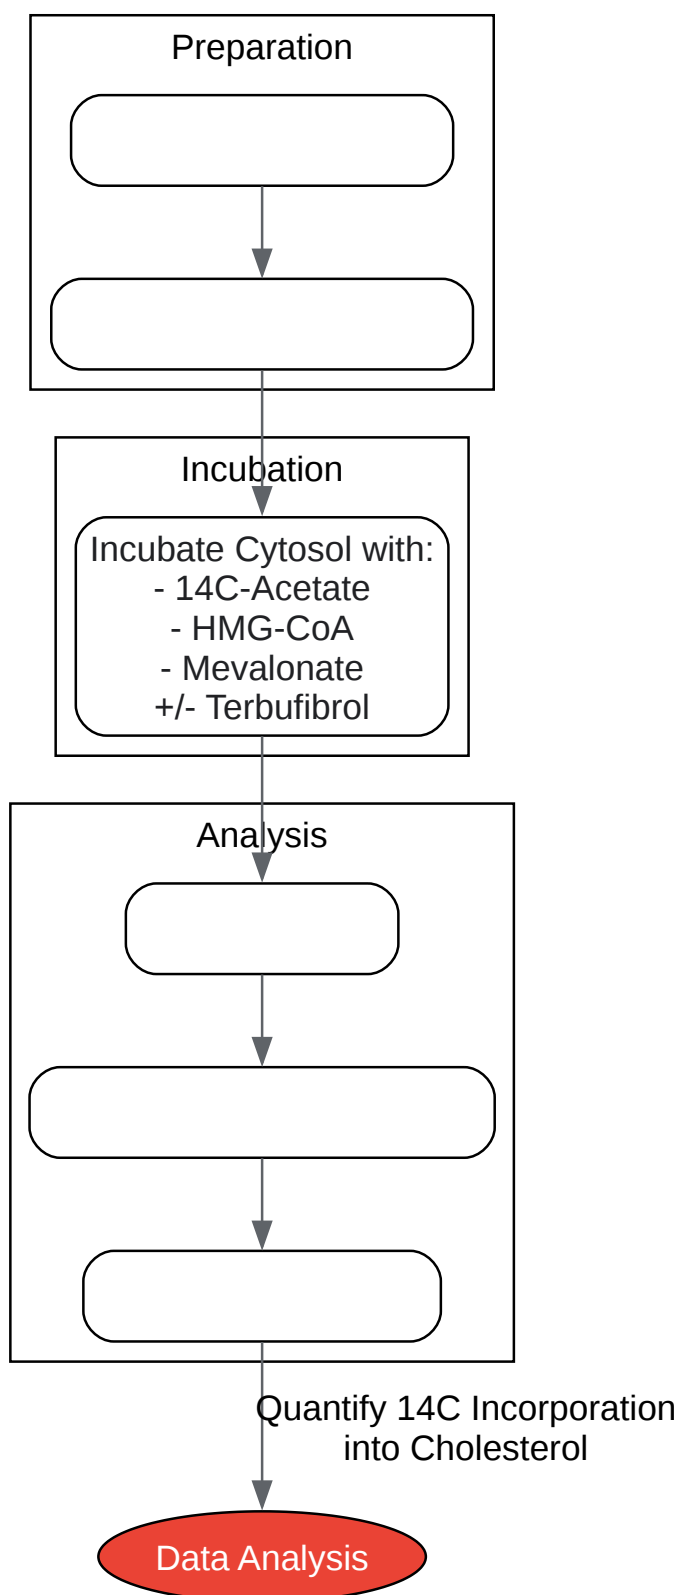 Preparation
Incubation
Incubate Cytosol with:
- 14C-Acetate
- HMG-CoA
- Mevalonate
+/- Terbufibrol
Analysis
Quantify 14C Incorporation
into Cholesterol
Data Analysis